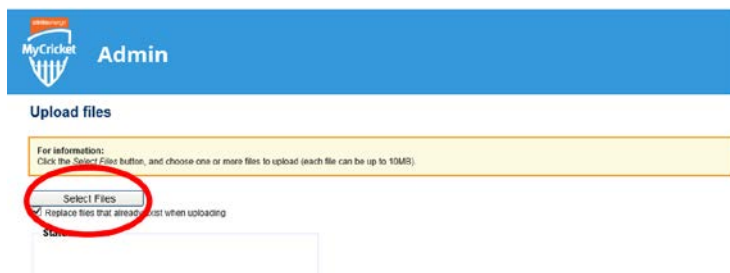 MyCricket
Admin
Upload files
For information:
Click the Select Files button, and choose one or more files to upload (each file can be up to 10MB).
Select Files
Replace files that already exist when uploading